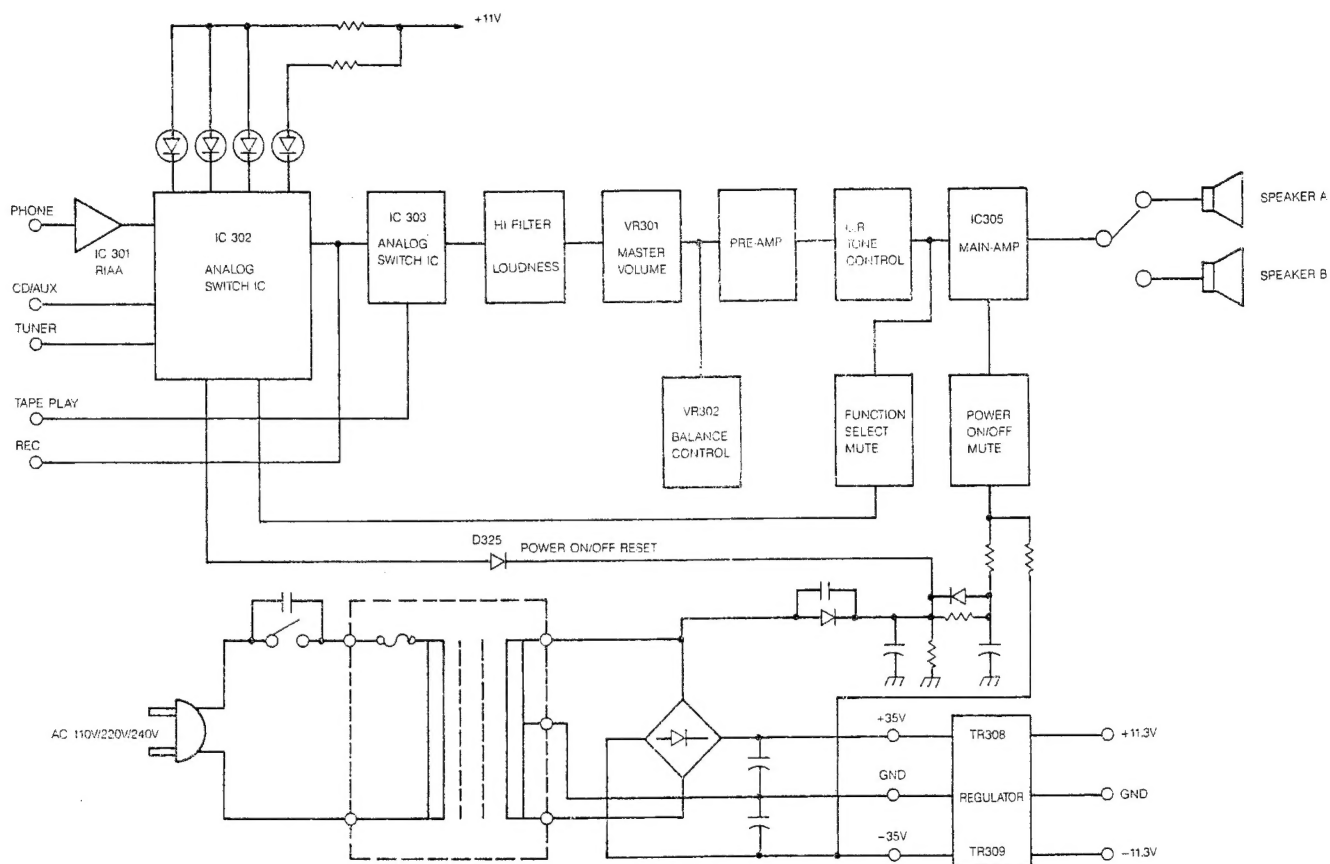 +11V
PHONE
IC 301
RIAA
IC 302
ANALOG
SWITCH IC
IC 303
ANALOG
SWITCH IC
HI FILTER
LOUDNESS
VR301
MASTER
VOLUME
PRE-AMP
TONE
CONTROL
IC305
MAIN-AMP
SPEAKER A
SPEAKER B
CD/AUX
TUNER
TAPE PLAY
REC
VR302
BALANCE
CONTROL
FUNCTION
SELECT
MUTE
POWER
ON/OFF
MUTE
D325
POWER ON/OFF RESET
AC 110V/220V/240V
+35V
GND
-35V
TR308
REGULATOR
TR309
+11.3V
GND
-11.3V